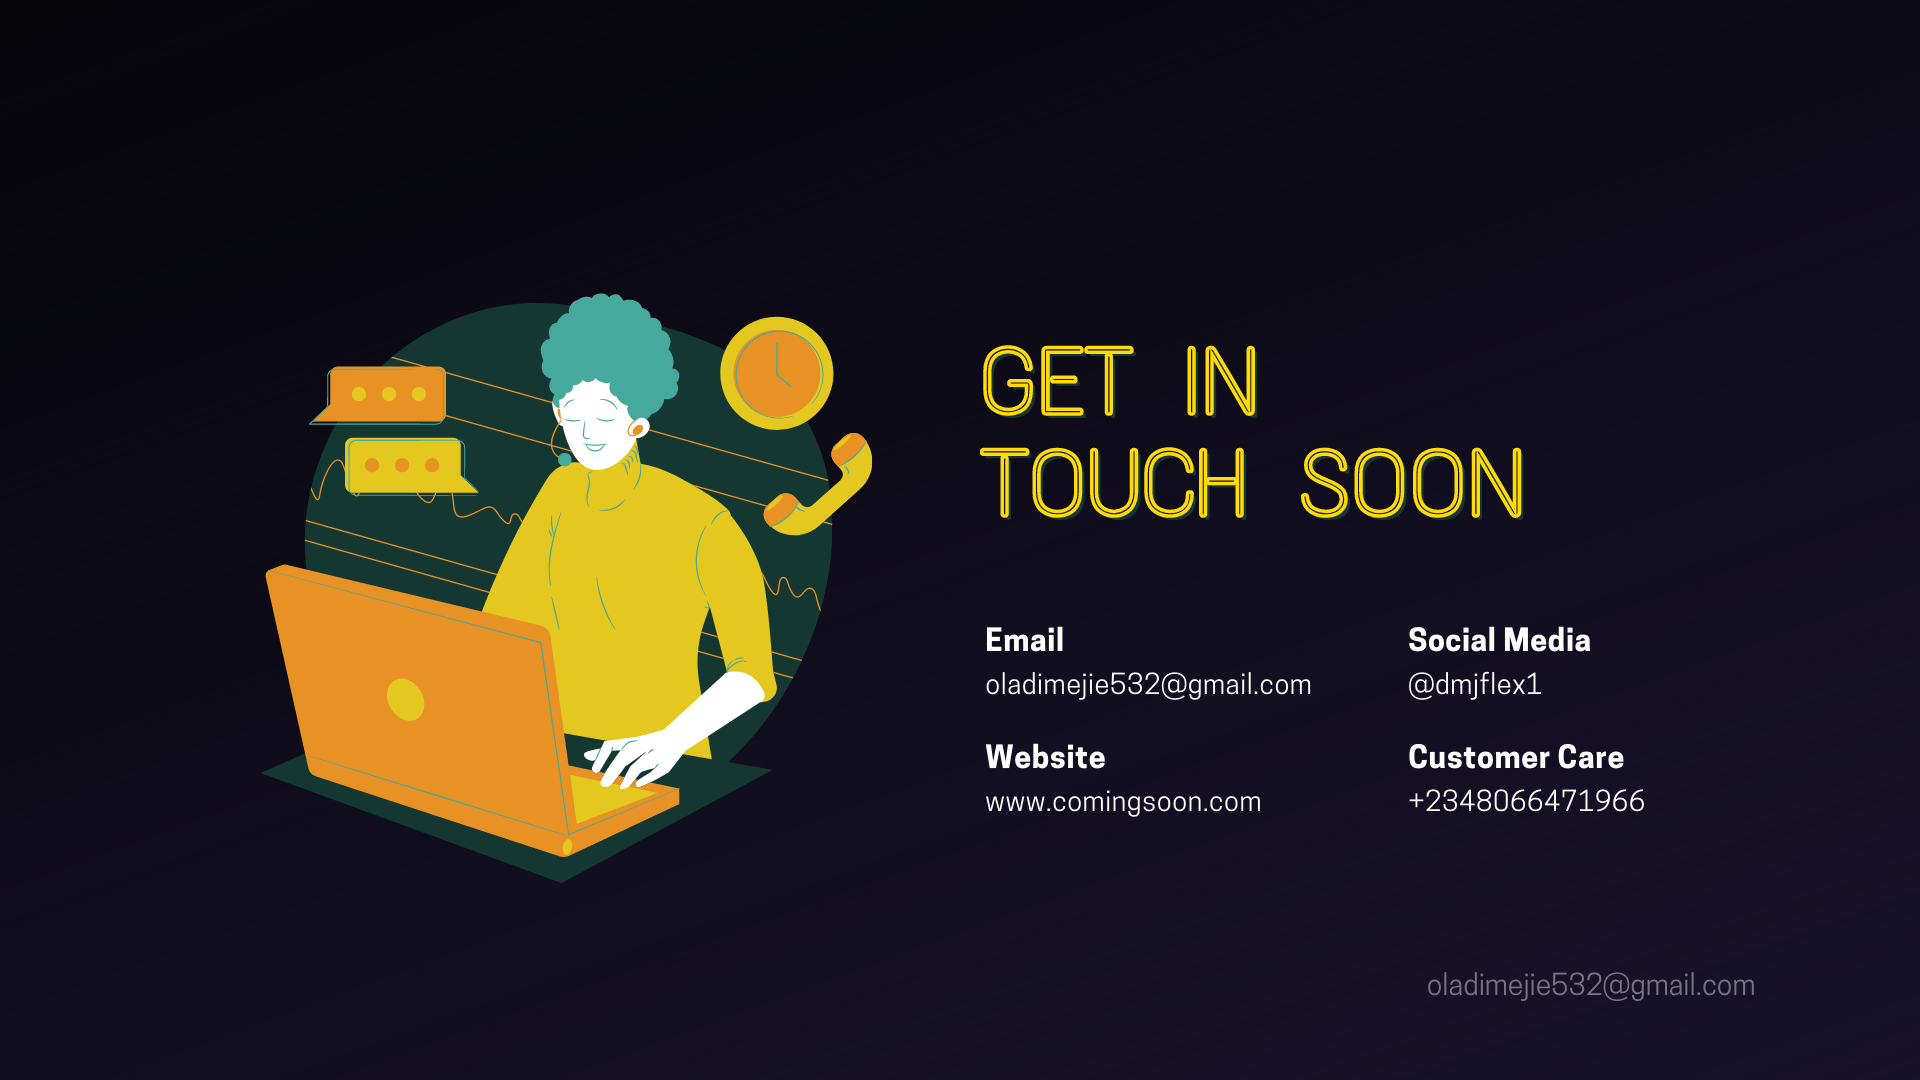 GET IN
TOUCH SOON
Email
oladimejie532@gmail.com
Social Media
@dmjflex1
Website
www.comingsoon.com
Customer Care
+2348066471966
oladimejie532@gmail.com